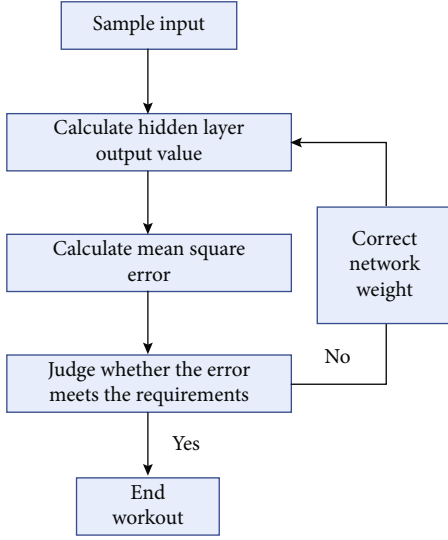 Sample input
Calculate hidden layer
output value
Calculate mean square
error
Correct
network
weight
Judge whether the error
meets the requirements
No
Yes
End
workout